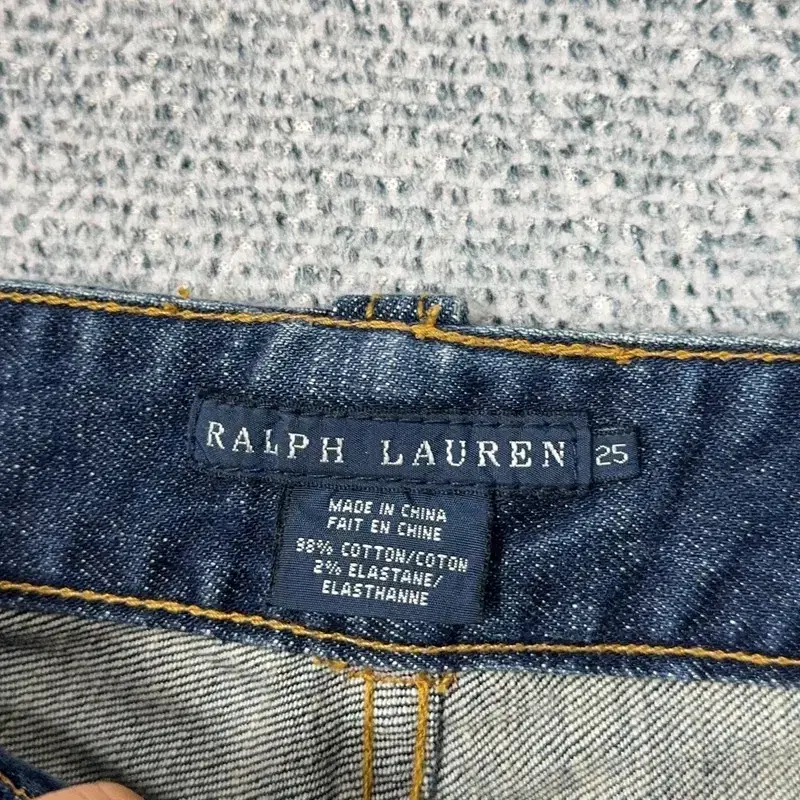 RALPH LAUREN 25
MADE IN CHINA
FAIT EN CHINE
98% COTTON/COTON
2% ELASTANE/
ELASTHANNE